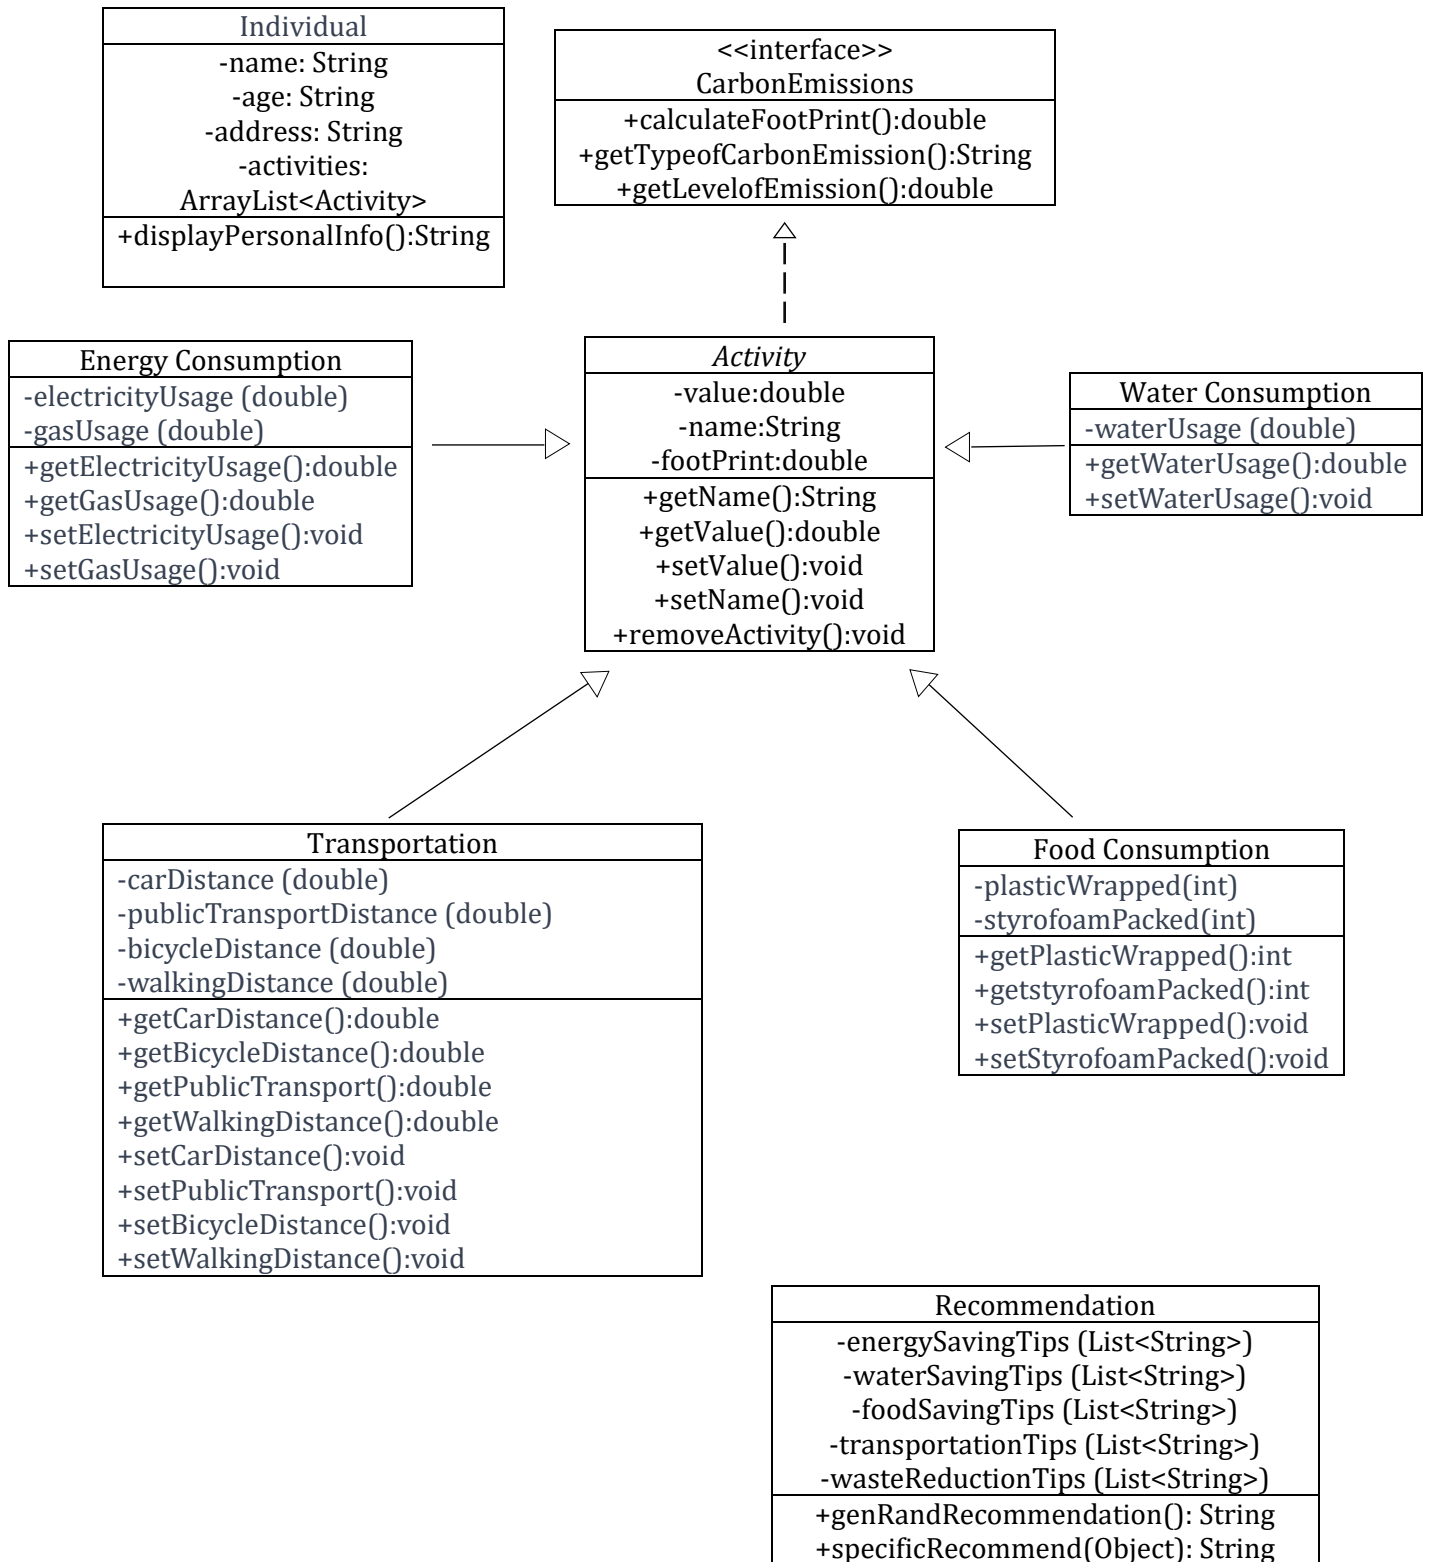 Individual
-name: String
-age: String
-address: String
-activities:
ArrayList<Activity>
+displayPersonalInfo():String
<<interface>>
CarbonEmissions
+calculateFootPrint():double
+getTypeofCarbonEmission():String
+getLevelofEmission():double
Energy Consumption
-electricityUsage (double)
-gasUsage (double)
+getElectricityUsage():double
+getGasUsage():double
+setElectricityUsage():void
+setGasUsage():void
Activity
-value:double
-name:String
-footPrint:double
+getName():String
+getValue():double
+setValue():void
+setName():void
+removeActivity():void
Water Consumption
-waterUsage (double)
+getWaterUsage():double
+setWaterUsage():void
Transportation
-carDistance (double)
-publicTransportDistance (double)
-bicycleDistance (double)
-walkingDistance (double)
+getCarDistance():double
+getBicycleDistance():double
+getPublicTransport():double
+getWalkingDistance():double
+setCarDistance():void
+setPublicTransport():void
+setBicycleDistance():void
+setWalkingDistance():void
Food Consumption
-plasticWrapped(int)
-styrofoamPacked(int)
+getPlasticWrapped():int
+getstyrofoamPacked():int
+setPlasticWrapped():void
+setStyrofoamPacked():void
Recommendation
-energySavingTips (List<String>)
-waterSavingTips (List<String>)
-foodSavingTips (List<String>)
-transportationTips (List<String>)
-wasteReductionTips (List<String>)
+genRandRecommendation(): String
+specificRecommend(Object): String